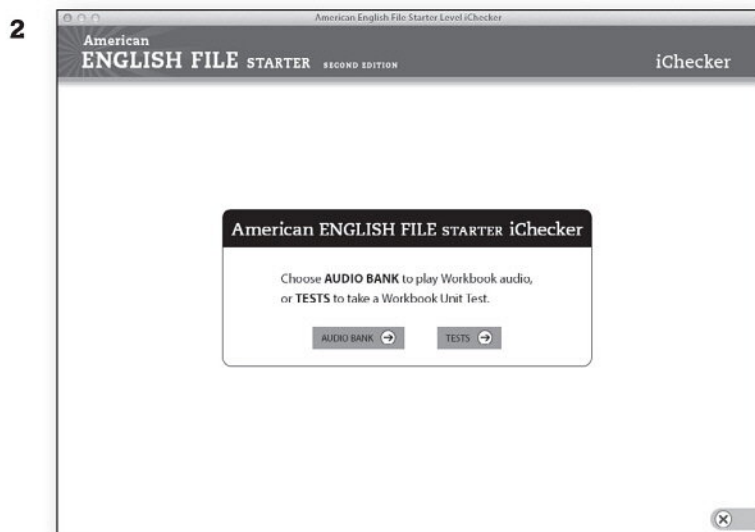 2
American English File Starter Level iChecker
American
ENGLISH FILE STARTER SECOND EDITION
iChecker
American ENGLISH FILE STARTER iChecker
Choose AUDIO BANK to play Workbook audio,
or TESTS to take a Workbook Unit Test.
AUDIO BANK
TESTS